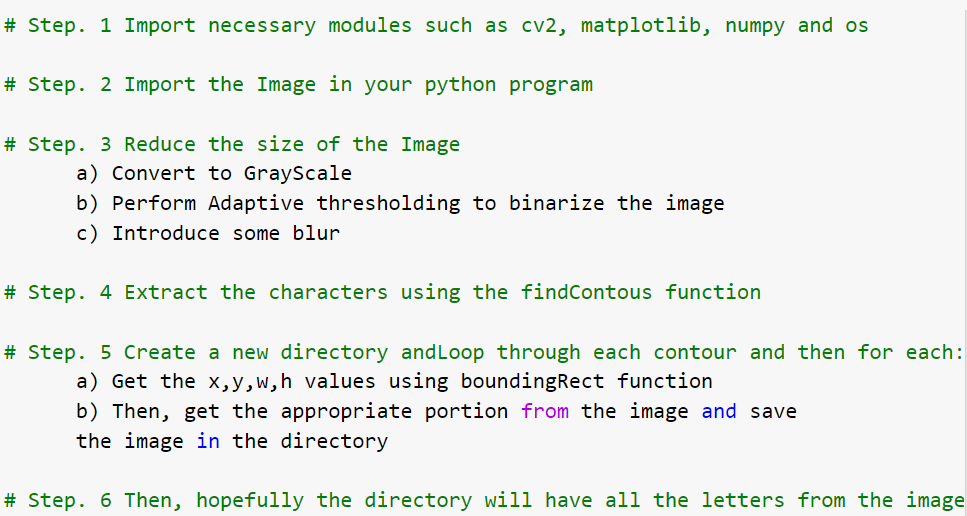 # Step. 1 Import necessary modules such as cv2, matplotlib, numpy and os
# Step. 2 Import the Image in your python program
# Step. 3 Reduce the size of the Image
a) Convert to GrayScale
b) Perform Adaptive thresholding to binarize the image
c) Introduce some blur
# Step. 4 Extract the characters using the findContous function
# Step. 5 Create a new directory andLoop through each contour and then for each:
a) Get the x,y,w,h values using boundingRect function
b) Then, get the appropriate portion from the image and save
the image in the directory
# Step. 6 Then, hopefully the directory will have all the letters from the image